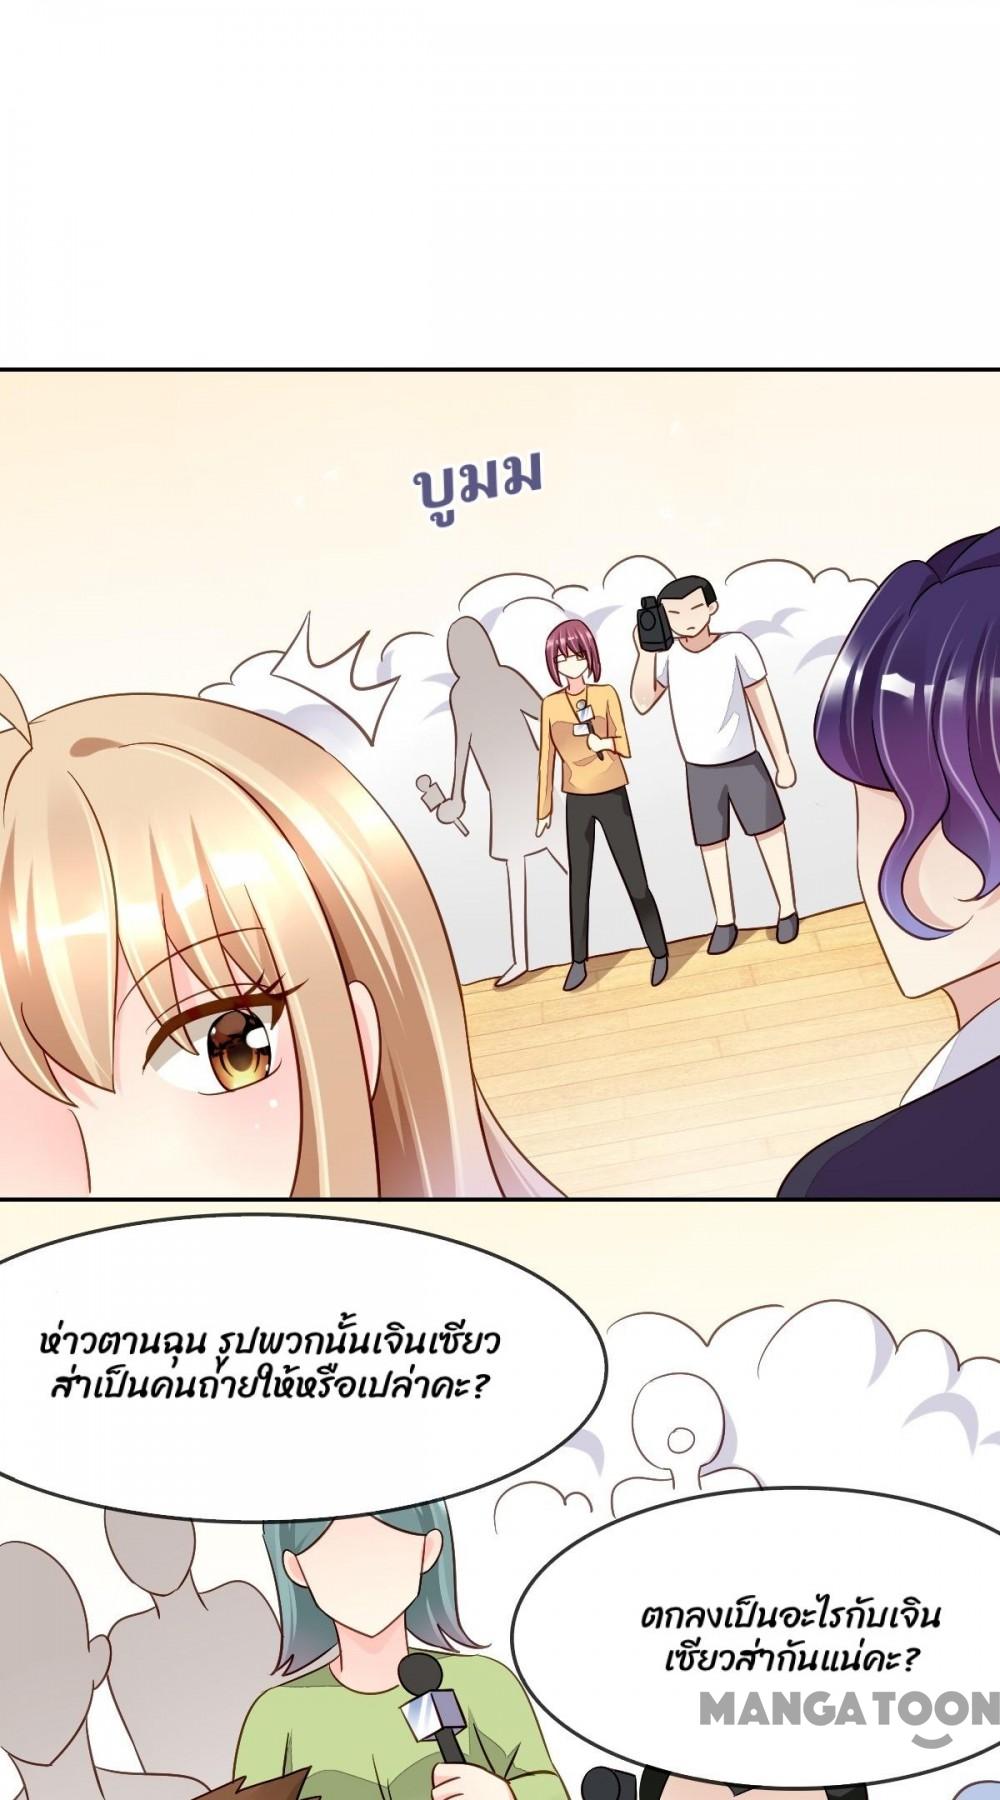 บูมม
ห่าวตานฉุน รูปพวกนั้นเจินเซียว
ส่าเป็นคนถ่ายให้หรือเปล่าคะ?
ตกลงเป็นอะไรกับเจิน
เซียวส่ากันแน่คะ?
MANGATOON